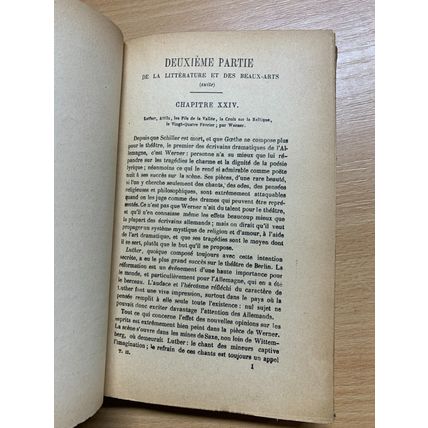 DEUXIÈME PARTIE
DE LA LITTÉRATURE ET DES BEAUX-ARTS
(suite)
CHAPITRE XXIV.
Luther, Attila, les Fils de la Vallée, la Croix sur la Baltique,
le Vingt-Quatre Février; par Werner.
Depuis que Schiller est mort, et que Gœthe ne compose plus
pour le théâtre, le premier des écrivains dramatiques de l'Al-
lemagne, c'est Werner: personne n'a su mieux que lui ré-
pandre sur les tragédies le charme et la dignité de la poésie
lyrique; néanmoins ce qui le rend si admirable comme poète
nuit à ses succès sur la scène. Ses pièces, d'une rare beauté,
si l'on y cherche seulement des chants, des odes, des pensées
religieuses et philosophiques, sont extrêmement attaquables
quand on les juge comme des drames qui peuvent être repré-
sentés. Ce n'est pas que Werner n'ait du talent pour le théâtre,
et qu'il n'en connaisse même les effets beaucoup mieux que
la plupart des écrivains allemands; mais on dirait qu'il veut
propager un système mystique de religion et d'amour, à l'aide
de l'art dramatique, et que ses tragédies sont le moyen dont
il se sert, plutôt que le but qu'il se propose.
Luther, quoique composé toujours avec cette intention
secrète, a eu le plus grand succès sur le théâtre de Berlin. La
réformation est un événement d'une haute importance pour
le monde, et particulièrement pour l'Allemagne, qui en a été
le berceau. L'audace et l'héroïsme réfléchi du caractère de
Luther font une vive impression, surtout dans le pays où la
pensée remplit à elle seule toute l'existence: nul sujet ne
pouvait donc exciter davantage l'attention des Allemands.
Tout ce qui concerne l'effet des nouvelles opinions sur les
esprits est extrêmement bien peint dans la pièce de Werner.
La scène s'ouvre dans les mines de Saxe, non loin de Wittem-
berg, où demeurait Luther: le chant des mineurs captive
l'imagination; le refrain de ces chants est toujours un appel
T. II.
1